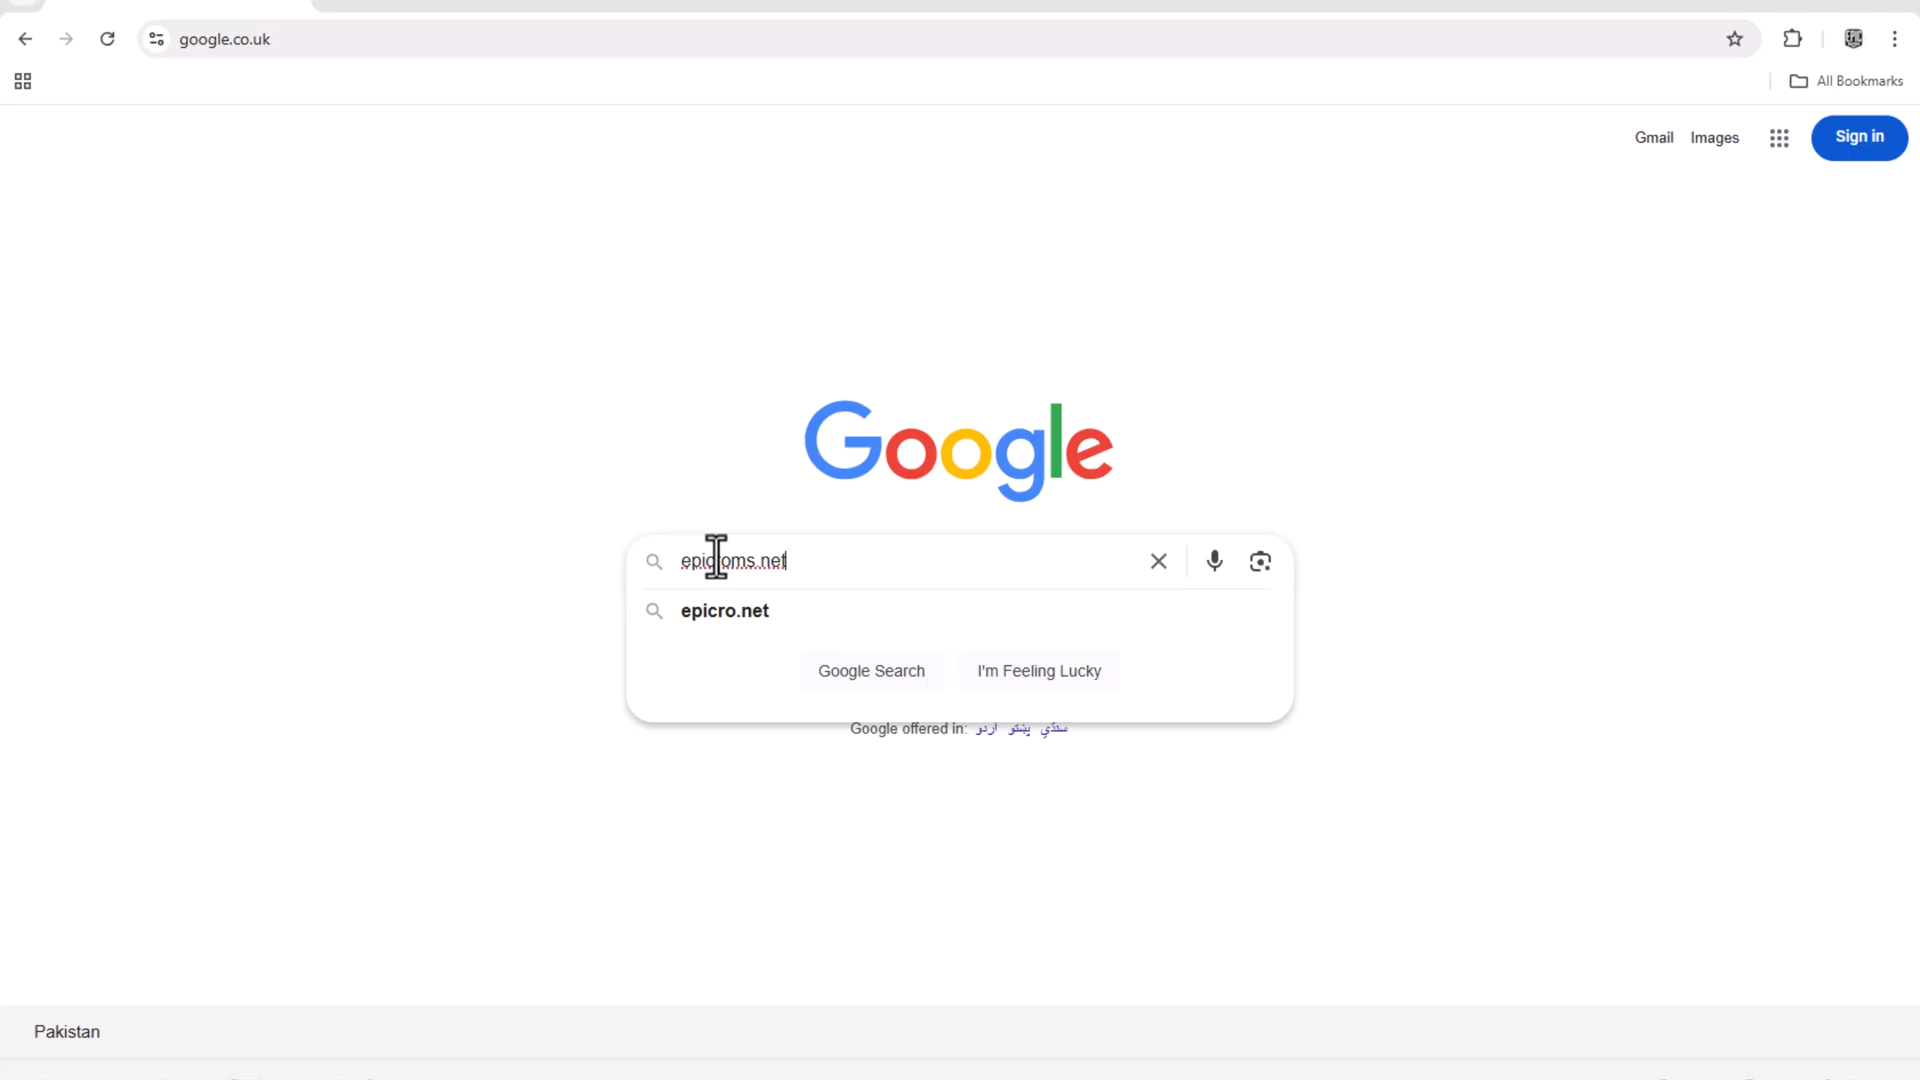 google.co.uk
All Bookmarks
Gmail Images Sign in
Google
epicroms.net
epicro.net
Google Search I'm Feeling Lucky
Google offered in: اردو پښتو سنڌي
Pakistan